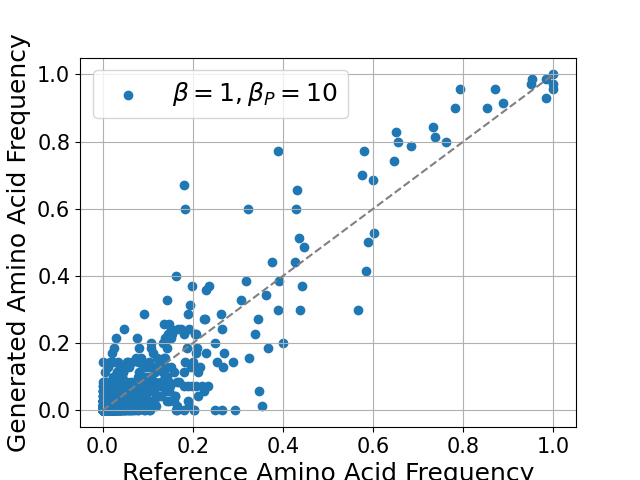 Generated Amino Acid Frequency
1.0
0.8
0.6
0.4
0.2
0.0
β = 1, β_P = 10
0.0 0.2 0.4 0.6 0.8 1.0
Reference Amino Acid Frequency